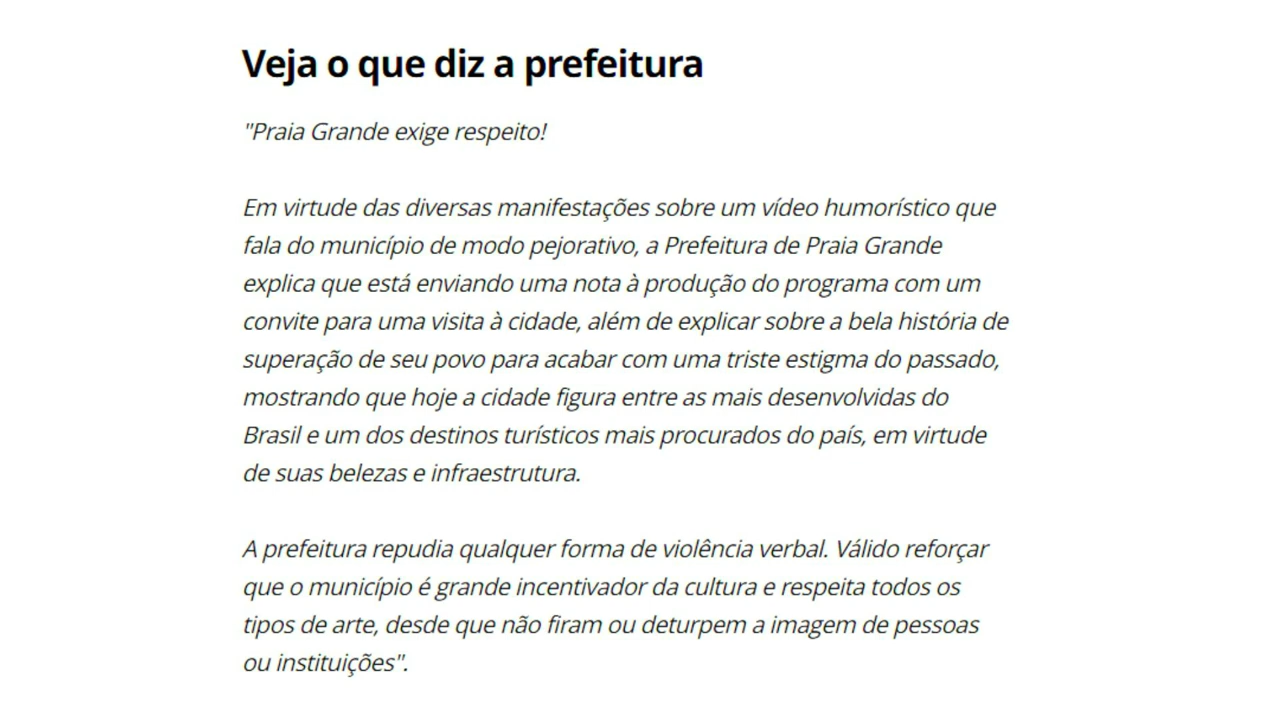 Veja o que diz a prefeitura
"Praia Grande exige respeito!
Em virtude das diversas manifestações sobre um vídeo humorístico que
fala do município de modo pejorativo, a Prefeitura de Praia Grande
explica que está enviando uma nota à produção do programa com um
convite para uma visita à cidade, além de explicar sobre a bela história de
superação de seu povo para acabar com uma triste estigma do passado,
mostrando que hoje a cidade figura entre as mais desenvolvidas do
Brasil e um dos destinos turísticos mais procurados do país, em virtude
de suas belezas e infraestrutura.
A prefeitura repudia qualquer forma de violência verbal. Válido reforçar
que o município é grande incentivador da cultura e respeita todos os
tipos de arte, desde que não firam ou deturpem a imagem de pessoas
ou instituições".